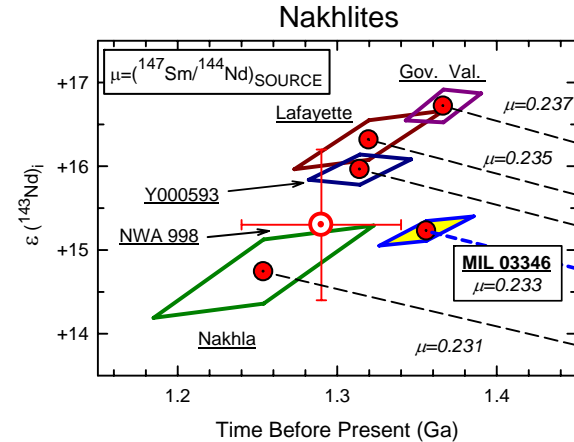 Nakhlites
μ=(147Sm/144Nd)SOURCE
Gov. Val.
+17
μ=0.237
Lafayette
μ=0.235
+16
Y000593
ε (143Nd)i
NWA 998
+15
MIL 03346
μ=0.233
+14
Nakhla
μ=0.231
1.2
1.3
1.4
Time Before Present (Ga)